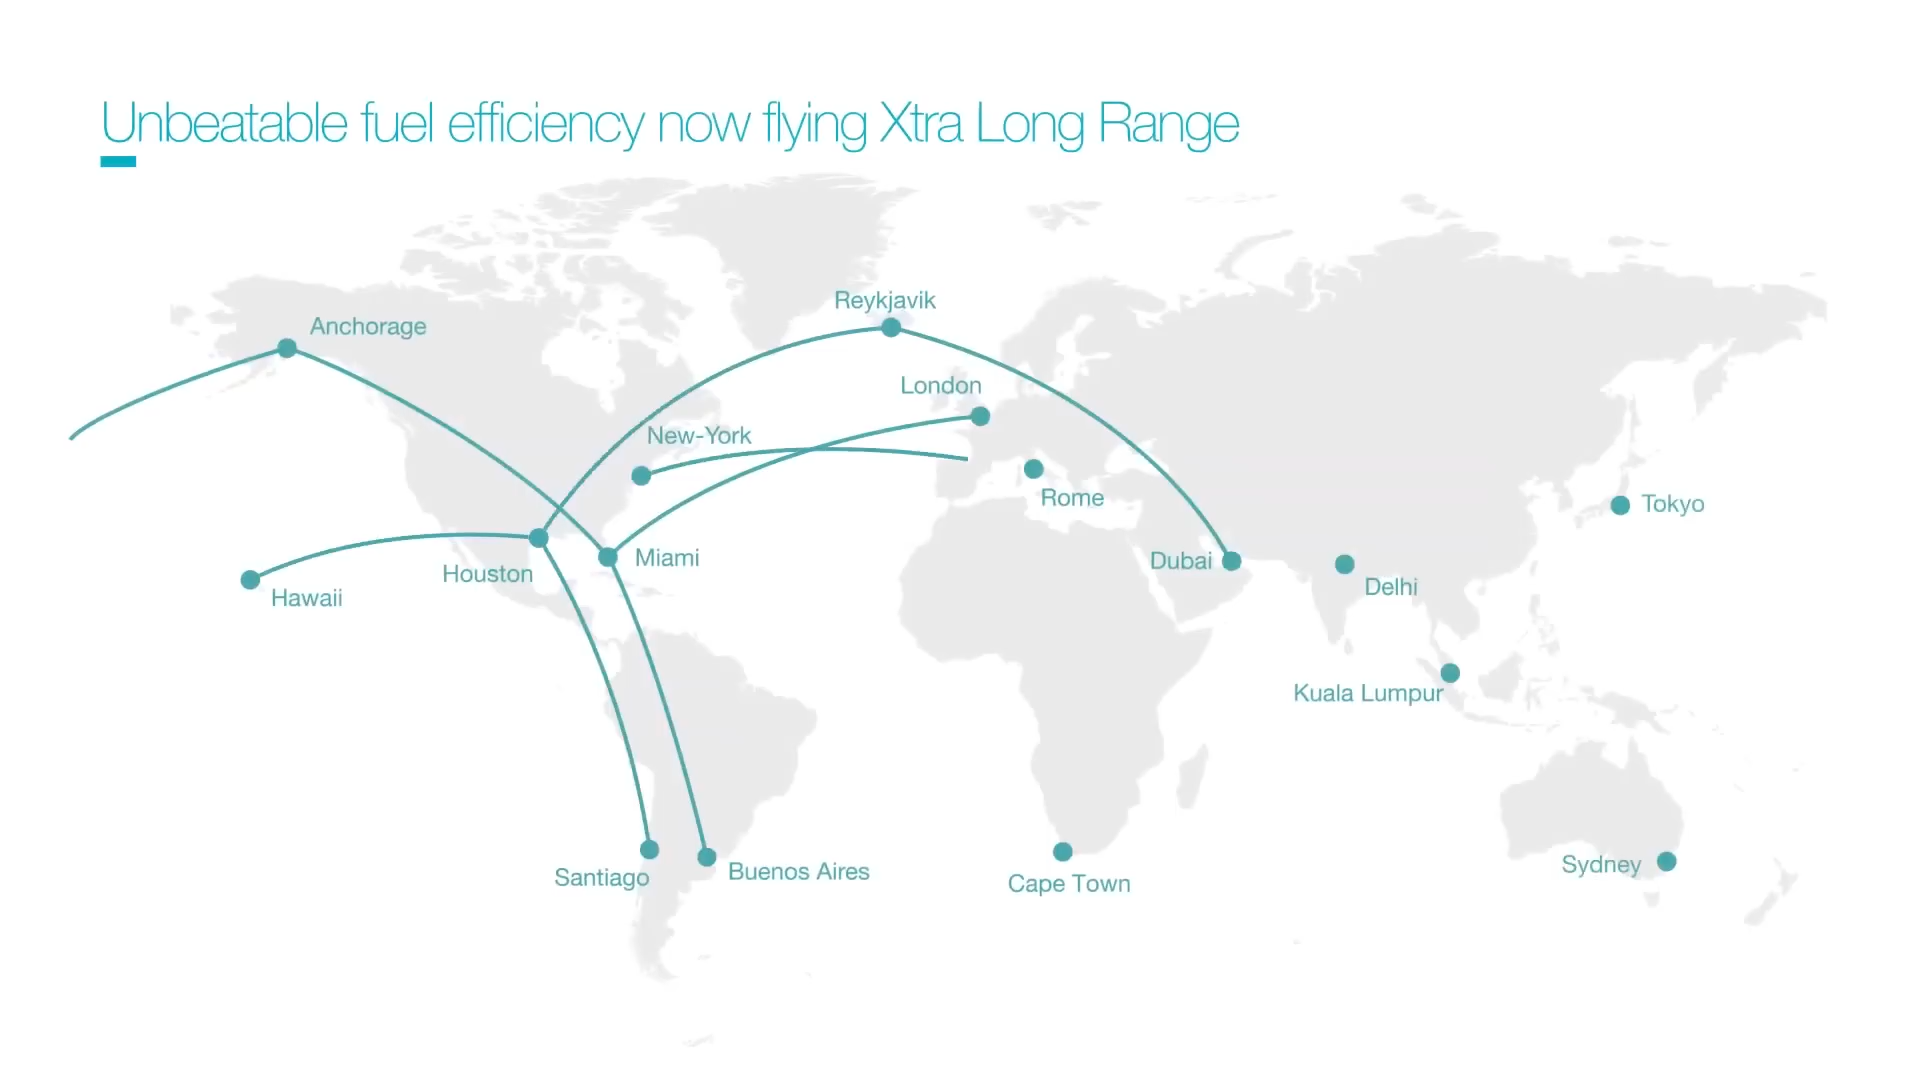 Unbeatable fuel efficiency now flying Xtra Long Range
Reykjavik
Anchorage
London
New-York
Rome
Tokyo
Miami
Dubai
Houston
Delhi
Hawaii
Kuala Lumpur
Sydney
Buenos Aires
Santiago
Cape Town